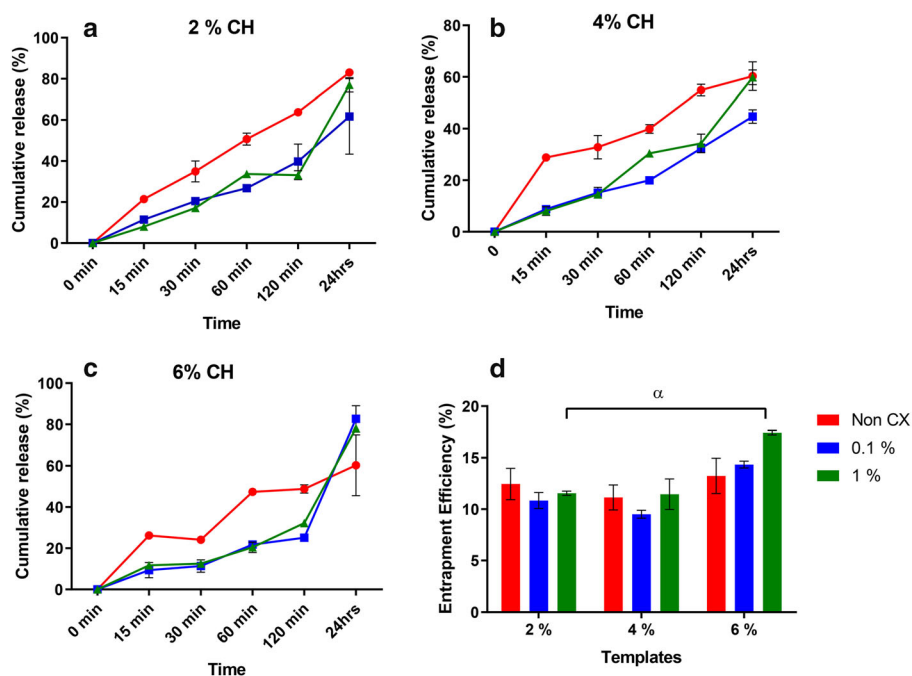 a
2 % CH
Cumulative release (%)
100
80
60
40
20
0
0 min
15 min
30 min
60 min
120 min
24hrs
Time
b
4% CH
Cumulative release (%)
80
60
40
20
0
0
15 min
30 min
60 min
120 min
24hrs
Time
c
6% CH
Cumulative release (%)
100
80
60
40
20
0
0 min
15 min
30 min
60 min
120 min
24hrs
Time
d
α
Entrapment Efficiency (%)
20
15
10
5
0
2 %
4 %
6 %
Templates
Non CX
0.1 %
1 %